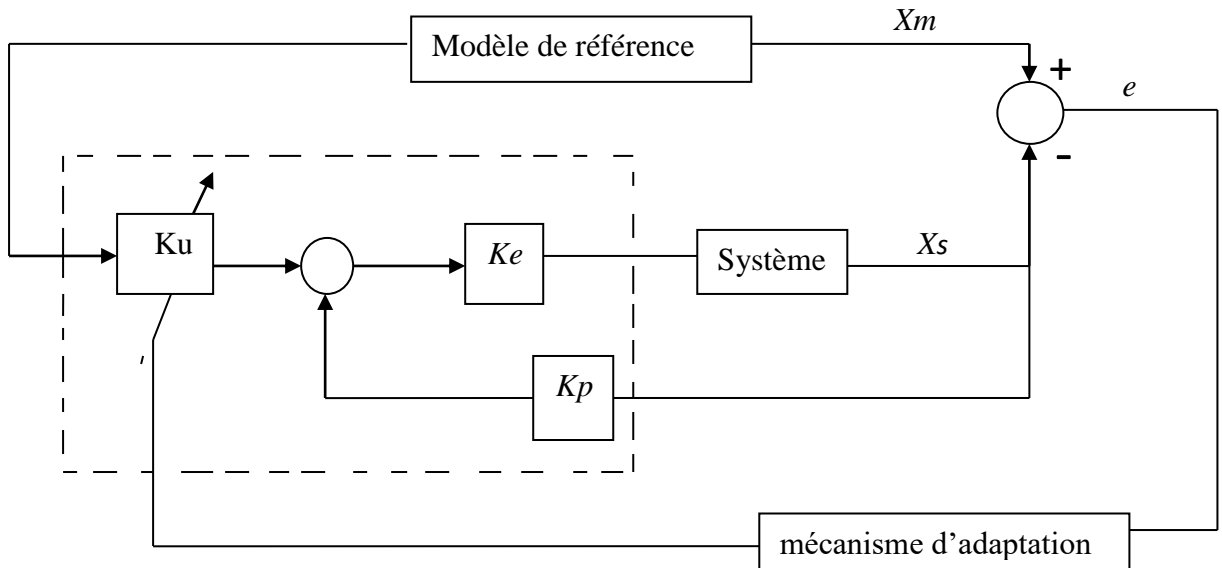 Xm
Modèle de référence
+
e
-
Ku
Ke
Système
Xs
Kp
mécanisme d'adaptation